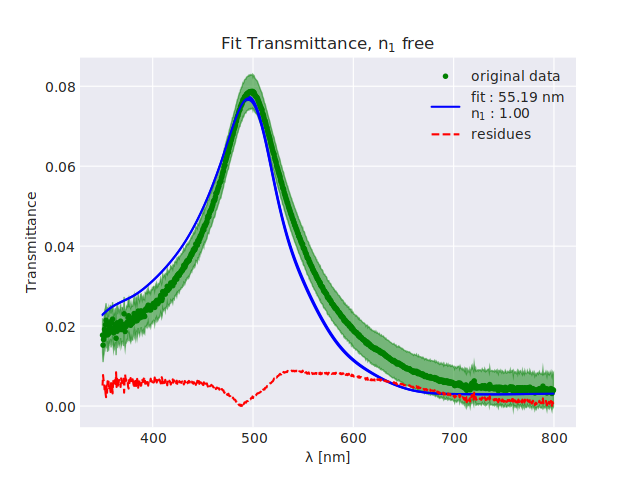 Fit Transmittance, n₁ free
original data
fit : 55.19 nm
n₁ : 1.00
residues
Transmittance
0.08
0.06
0.04
0.02
0.00
400 500 600 700 800
λ [nm]